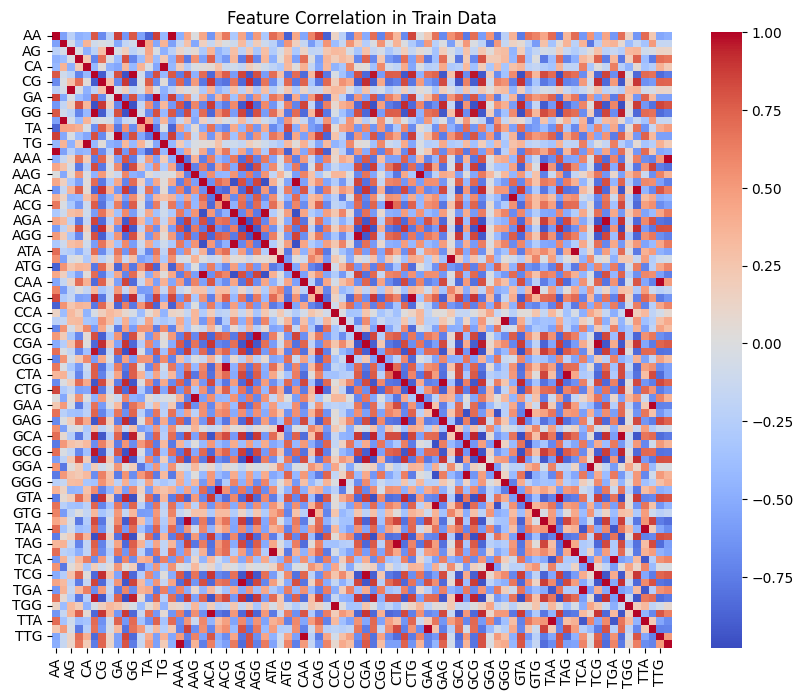 Feature Correlation in Train Data
AA
AG
CA
CG
GA
GG
TA
TG
AAA
AAG
ACA
ACG
AGA
AGG
ATA
ATG
CAA
CAG
CCA
CCG
CGA
CGG
CTA
CTG
GAA
GAG
GCA
GCG
GGA
GGG
GTA
GTG
TAA
TAG
TCA
TCG
TGA
TGG
TTA
TTG
AA
AG
CA
CG
GA
GG
TA
TG
AAA
AAG
ACA
ACG
AGA
AGG
ATA
ATG
CAA
CAG
CCA
CCG
CGA
CGG
CTA
CTG
GAA
GAG
GCA
GCG
GGA
GGG
GTA
GTG
TAA
TAG
TCA
TCG
TGA
TGG
TTA
TTG
1.00
0.75
0.50
0.25
0.00
−0.25
−0.50
−0.75